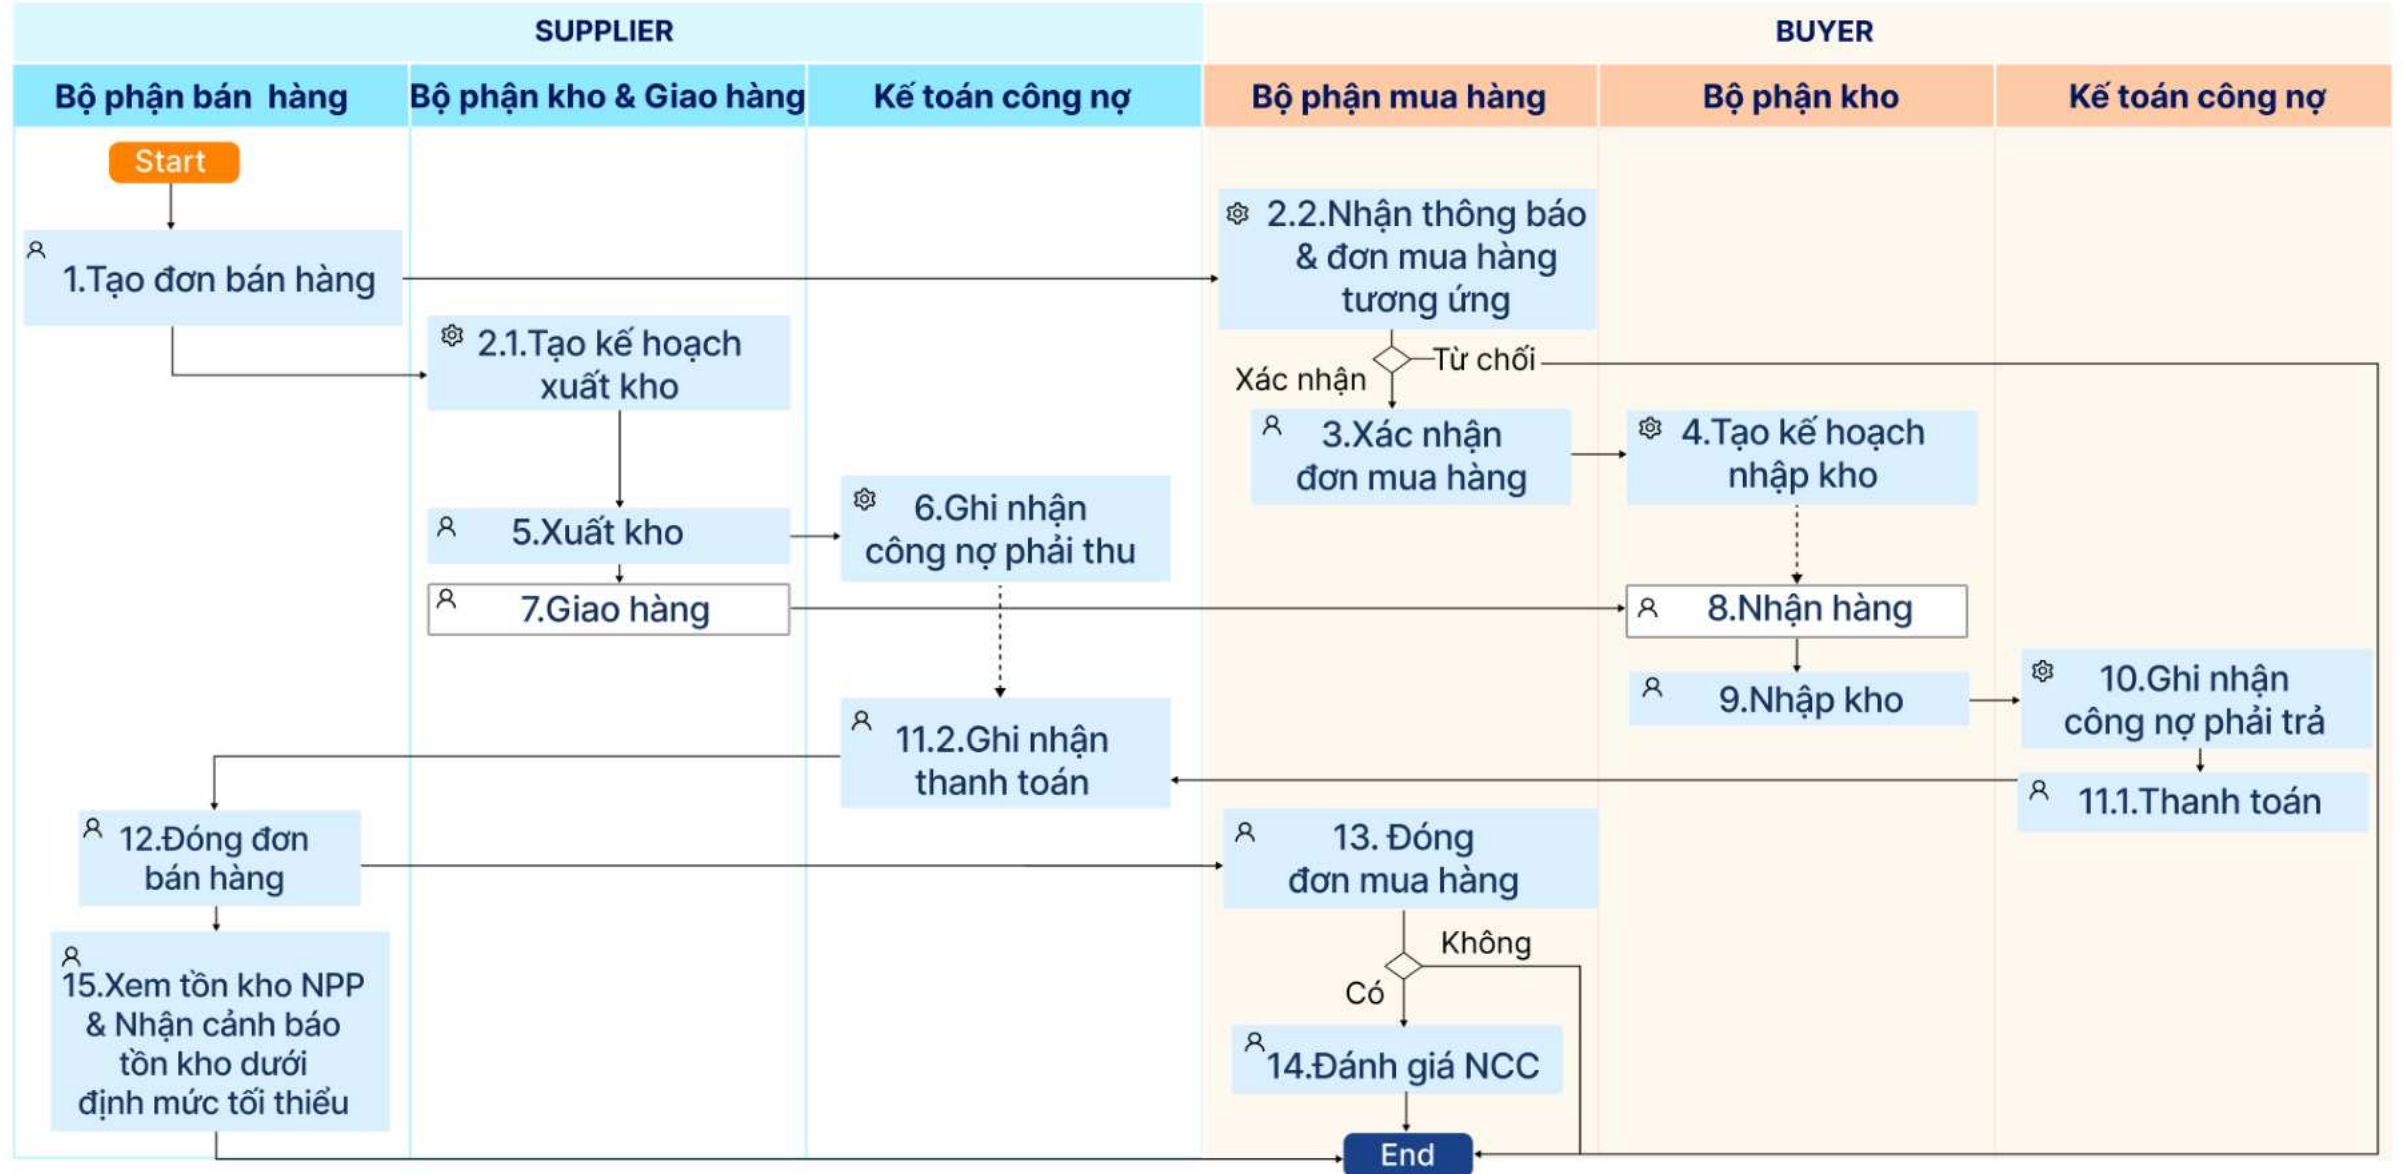 SUPPLIER
BUYER
Bộ phận bán hàng
Bộ phận kho & Giao hàng
Kế toán công nợ
Bộ phận mua hàng
Bộ phận kho
Kế toán công nợ
Start
1.Tạo đơn bán hàng
2.2.Nhận thông báo
& đơn mua hàng
tương ứng
2.1.Tạo kế hoạch
xuất kho
Từ chối
Xác nhận
3.Xác nhận
đơn mua hàng
4.Tạo kế hoạch
nhập kho
5.Xuất kho
6.Ghi nhận
công nợ phải thu
7.Giao hàng
8.Nhận hàng
9.Nhập kho
10.Ghi nhận
công nợ phải trả
11.2.Ghi nhận
thanh toán
11.1.Thanh toán
12.Đóng đơn
bán hàng
13. Đóng
đơn mua hàng
Không
Có
15.Xem tồn kho NPP
& Nhận cảnh báo
tồn kho dưới
định mức tối thiểu
14.Đánh giá NCC
End